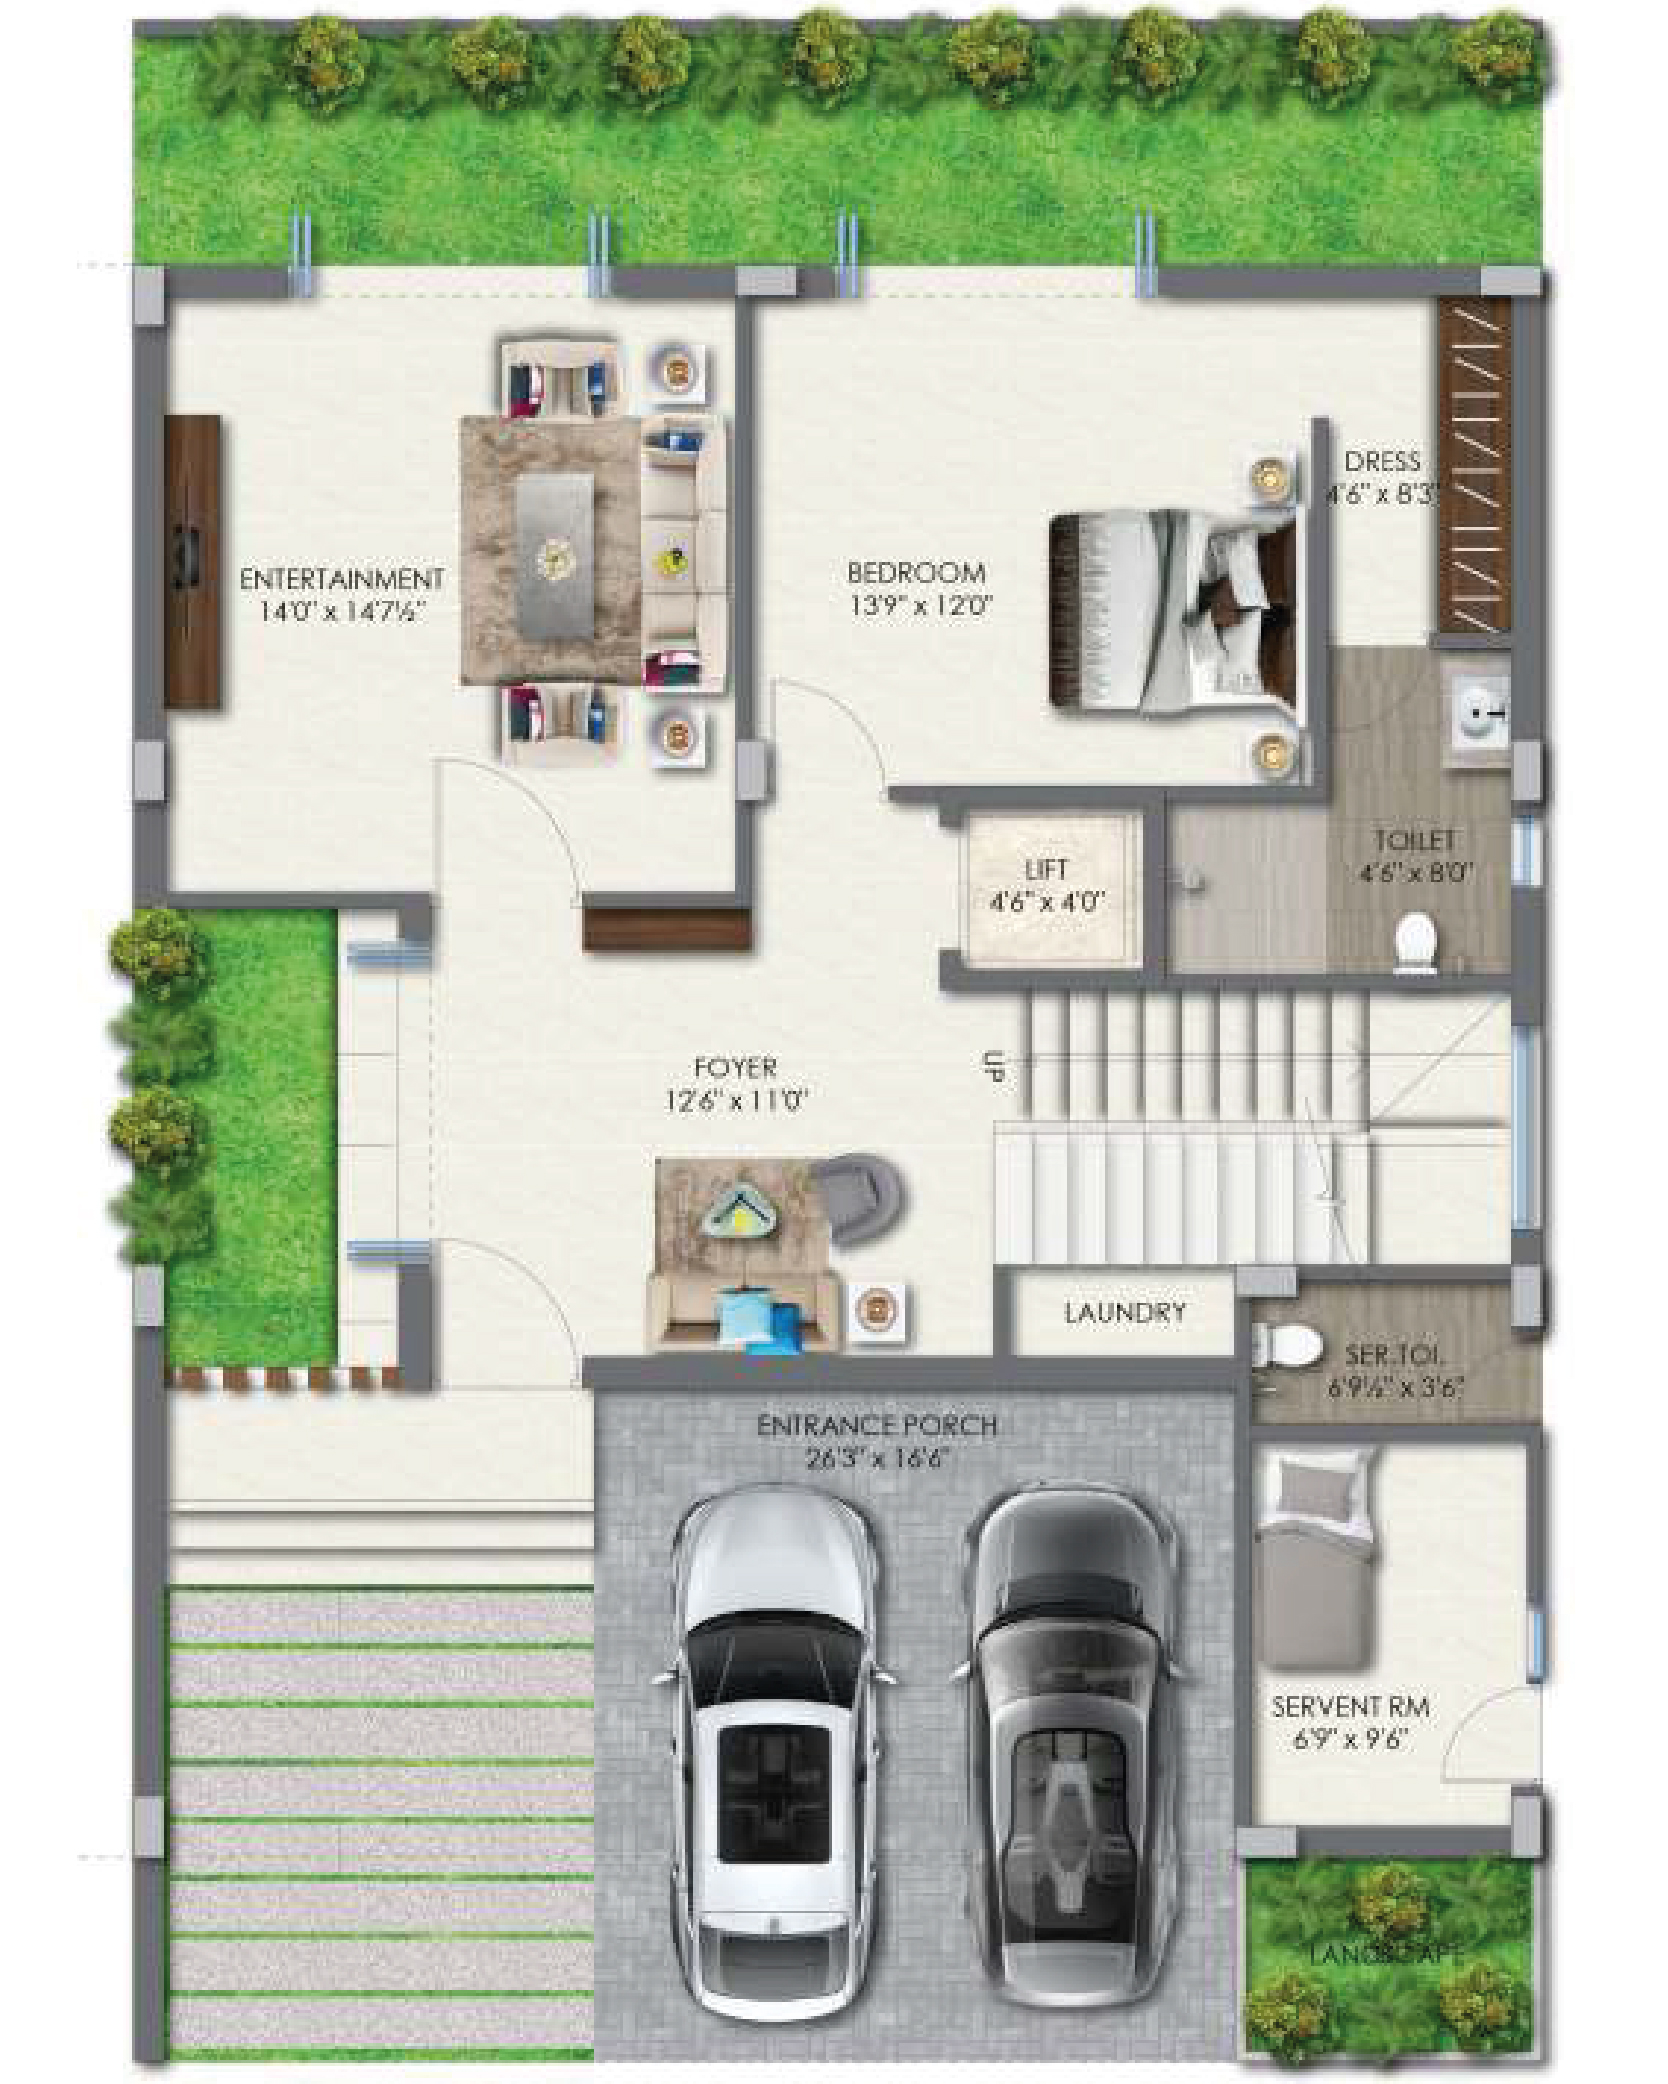 DRESS
4'6" x 8'3"
ENTERTAINMENT
14'0" x 14'7½"
BEDROOM
13'9" x 12'0"
TOILET
4'6" x 8'0"
LIFT
4'6" x 4'0"
FOYER
12'6" x 11'0"
UP
LAUNDRY
SER.TOI.
6'9½" x 3'6"
ENTRANCE PORCH
26'3" x 16'6"
SERVENT RM
6'9" x 9'6"
LANDSCAPE